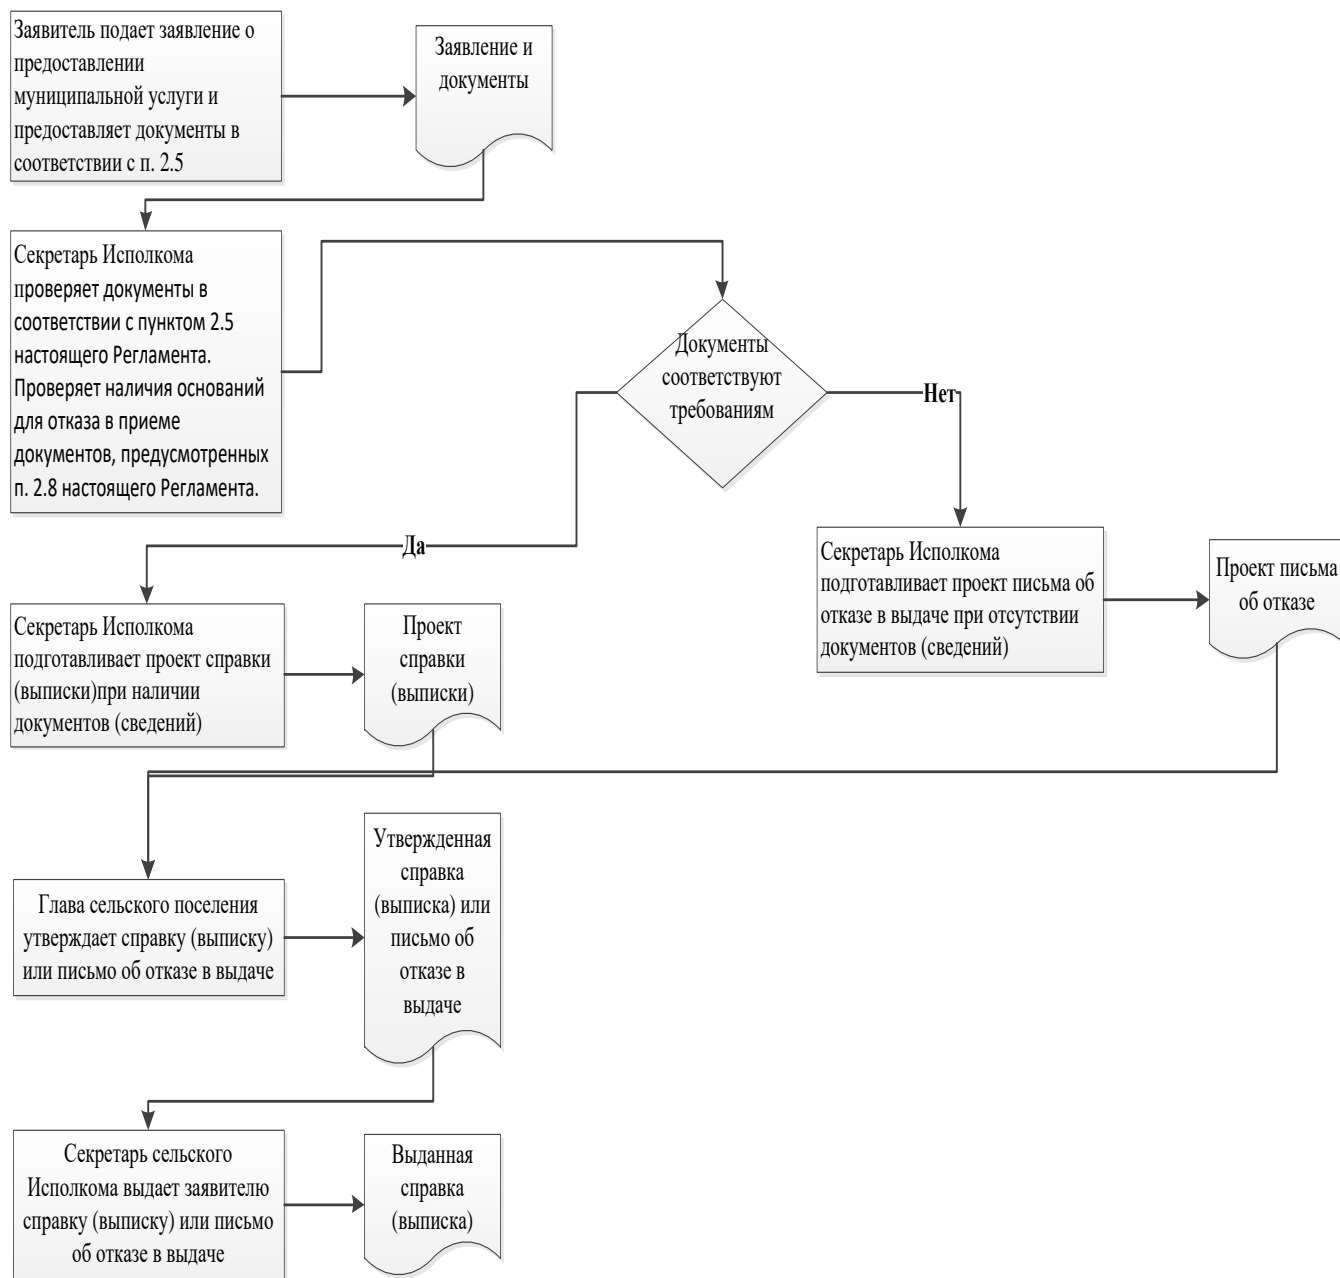 Заявитель подает заявление о
предоставлении
муниципальной услуги и
предоставляет документы в
соответствии с п. 2.5
Заявление и
документы
Секретарь Исполкома
проверяет документы в
соответствии с пунктом 2.5
настоящего Регламента.
Проверяет наличия оснований
для отказа в приеме
документов, предусмотренных
п. 2.8 настоящего Регламента.
Документы
соответствуют
требованиям
Нет
Да
Секретарь Исполкома
подготавливает проект письма об
отказе в выдаче при отсутствии
документов (сведений)
Проект письма
об отказе
Секретарь Исполкома
подготавливает проект справки
(выписки)при наличии
документов (сведений)
Проект
справки
(выписки)
Глава сельского поселения
утверждает справку (выписку)
или письмо об отказе в выдаче
Утвержденная
справка
(выписка) или
письмо об
отказе в
выдаче
Секретарь сельского
Исполкома выдает заявителю
справку (выписку) или письмо
об отказе в выдаче
Выданная
справка
(выписка)